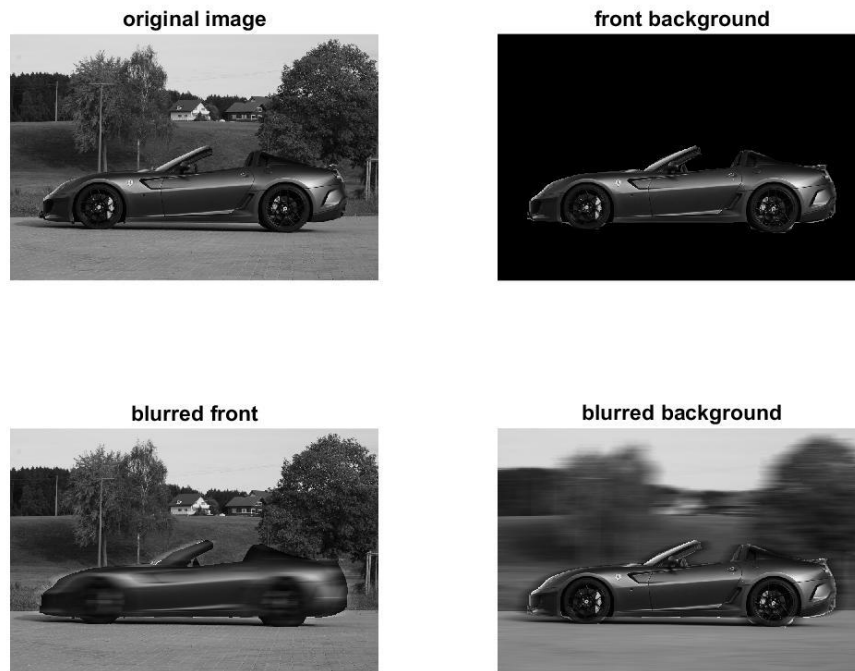 original image
front background
blurred front
blurred background